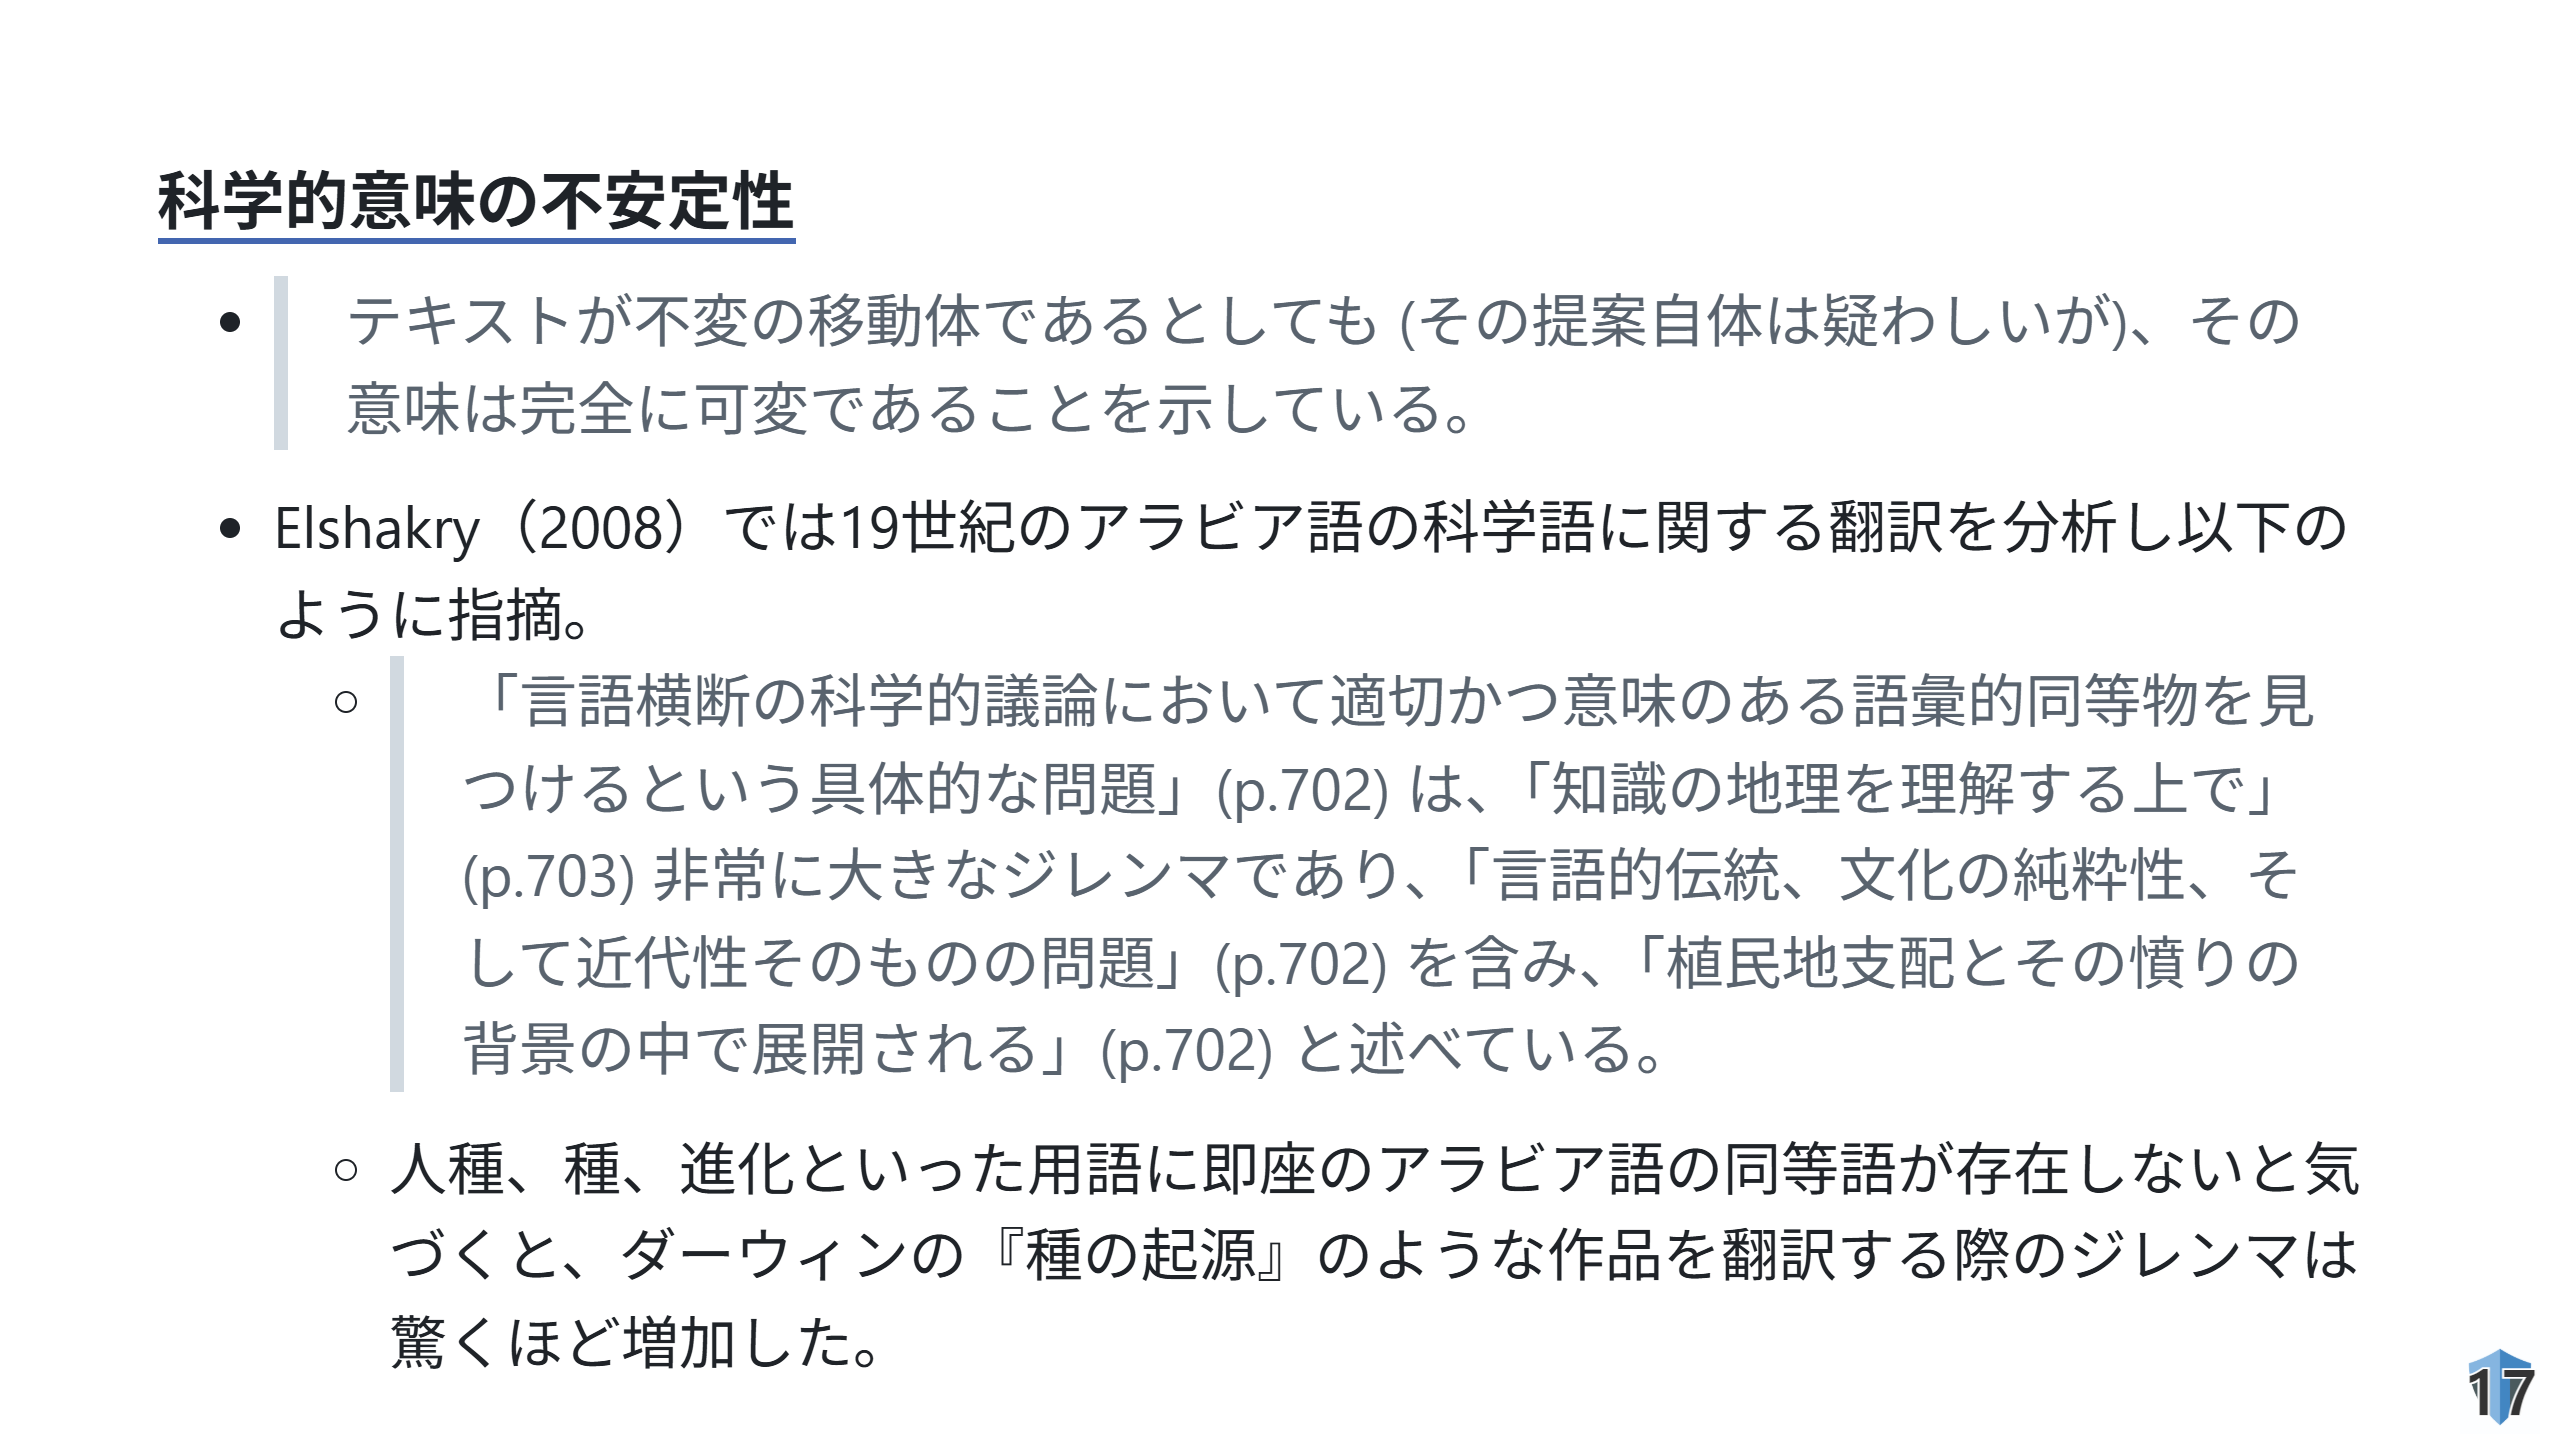 科学的意味の不安定性
テキストが不変の移動体であるとしても (その提案自体は疑わしいが)、その
意味は完全に可変であることを示している。
Elshakry（2008）では19世紀のアラビア語の科学語に関する翻訳を分析し以下の
ように指摘。
「言語横断の科学的議論において適切かつ意味のある語彙的同等物を見
つけるという具体的な問題」(p.702) は、「知識の地理を理解する上で」
(p.703) 非常に大きなジレンマであり、「言語的伝統、文化の純粋性、そ
して近代性そのものの問題」(p.702) を含み、「植民地支配とその憤りの
背景の中で展開される」(p.702) と述べている。
人種、種、進化といった用語に即座のアラビア語の同等語が存在しないと気
づくと、ダーウィンの『種の起源』のような作品を翻訳する際のジレンマは
驚くほど増加した。
17